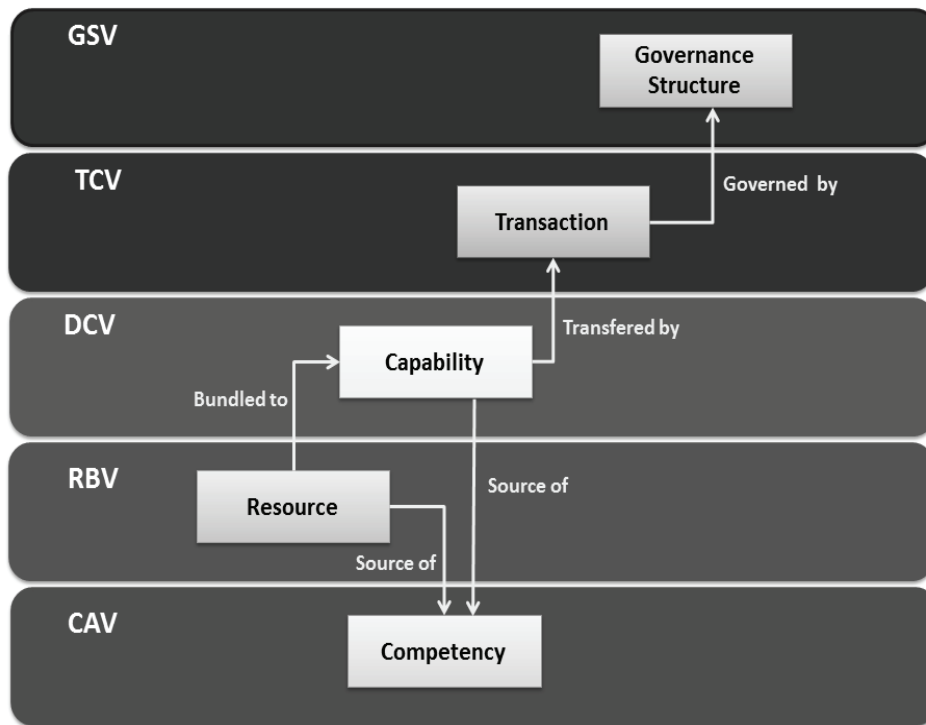 GSV
Governance
Structure
TCV
Governed by
Transaction
DCV
Transfered by
Capability
Bundled to
RBV
Source of
Resource
Source of
CAV
Competency